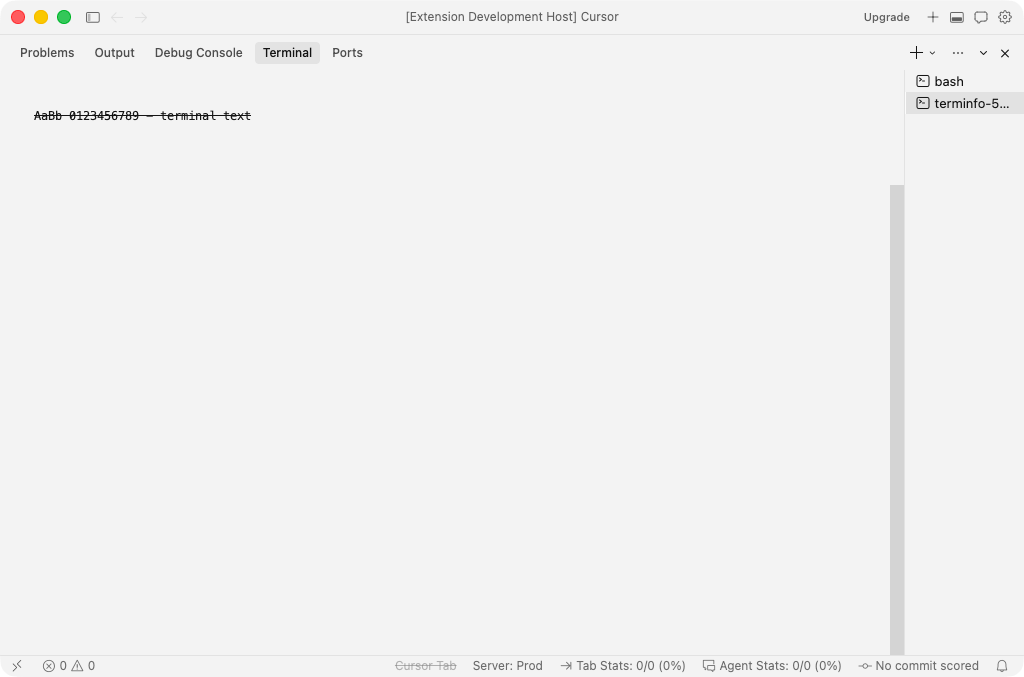 [Extension Development Host] Cursor
Upgrade
Problems Output Debug Console Terminal Ports
bash
terminfo-5...
AaBb 0123456789 — terminal text
0 0 Cursor Tab Server: Prod Tab Stats: 0/0 (0%) Agent Stats: 0/0 (0%) No commit scored